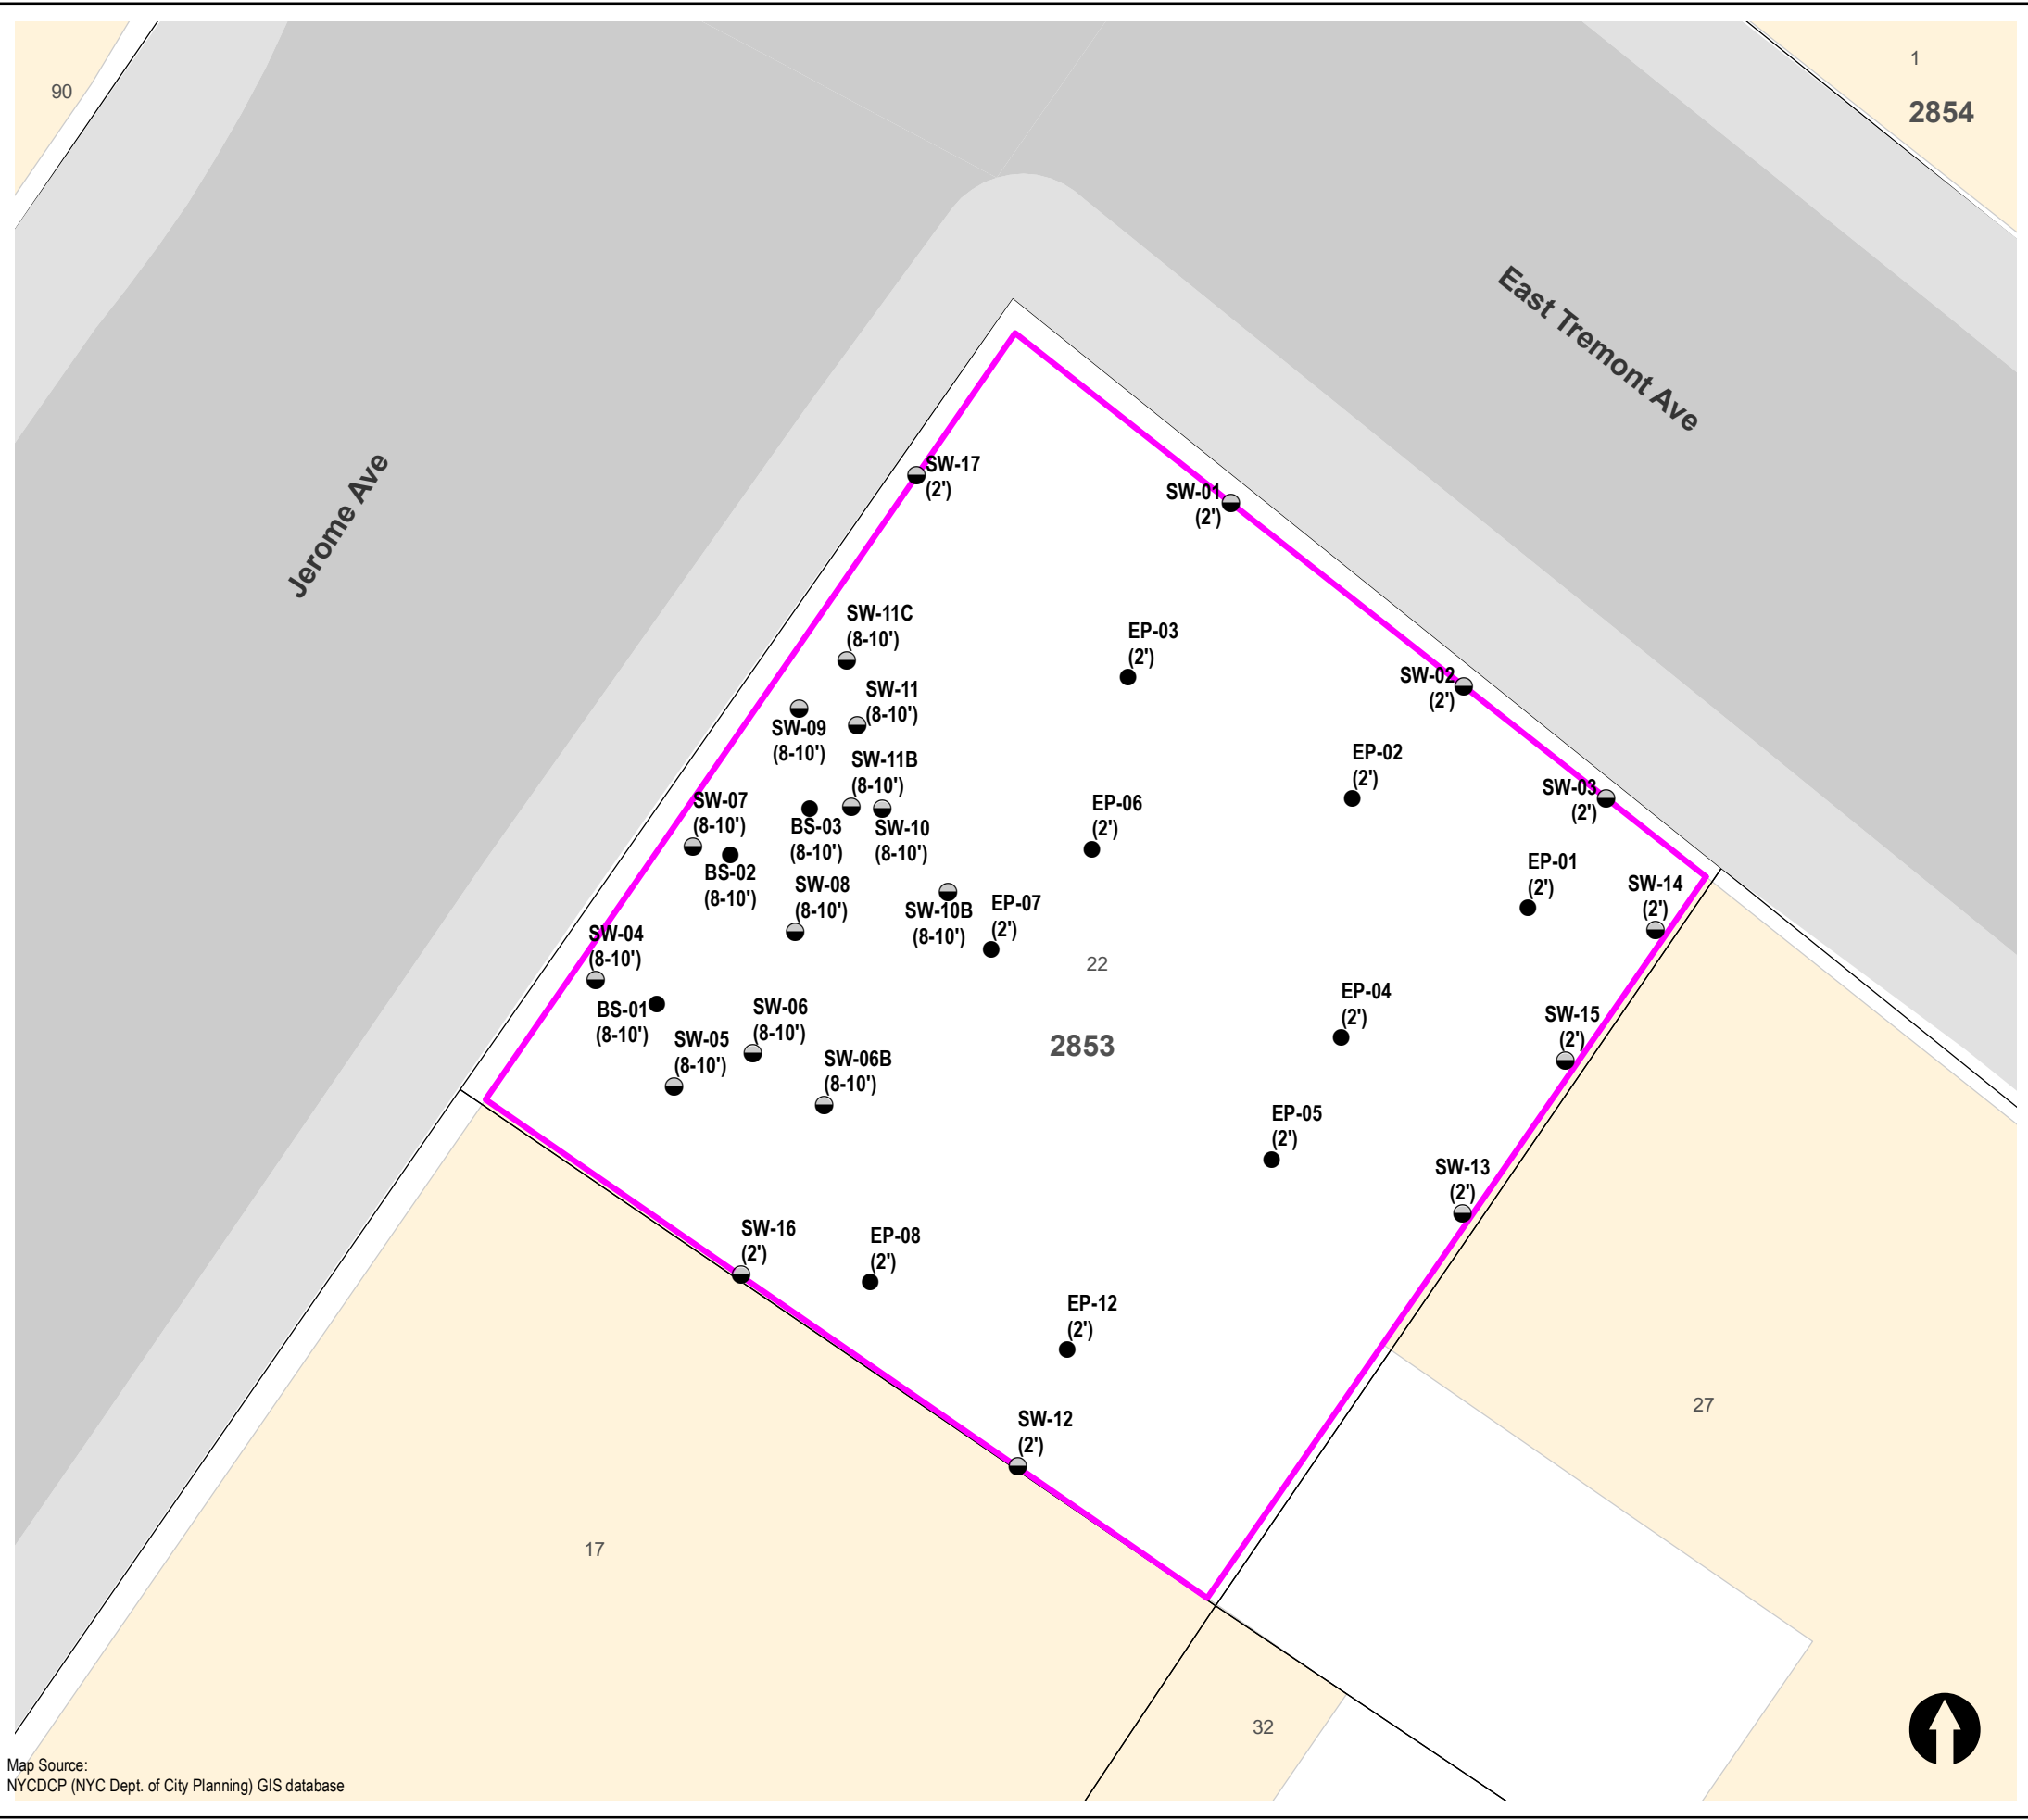 90
1
2854
East Tremont Ave
Jerome Ave
SW-17
(2')
SW-01
(2')
SW-11C
(8-10')
EP-03
(2')
SW-02
(2')
SW-11
(8-10')
SW-09
(8-10')
SW-11B
(8-10')
EP-02
(2')
SW-03
(2')
SW-07
(8-10')
BS-03
(8-10')
SW-10
(8-10')
EP-06
(2')
BS-02
(8-10')
SW-08
(8-10')
EP-01
(2')
SW-14
(2')
SW-10B
(8-10')
EP-07
(2')
SW-04
(8-10')
22
BS-01
(8-10')
SW-06
(8-10')
EP-04
(2')
SW-15
(2')
SW-05
(8-10')
2853
SW-06B
(8-10')
EP-05
(2')
SW-13
(2')
SW-16
(2')
EP-08
(2')
EP-12
(2')
SW-12
(2')
27
17
32
Map Source:
NYCDCP (NYC Dept. of City Planning) GIS database